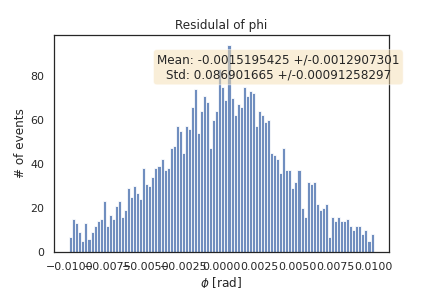 Residulal of phi
Mean: -0.0015195425 +/-0.0012907301
Std: 0.086901665 +/-0.00091258297
# of events
80
60
40
20
0
−0.0100 −0.0075 −0.0050 −0.0025 0.0000 0.0025 0.0050 0.0075 0.0100
ϕ [rad]